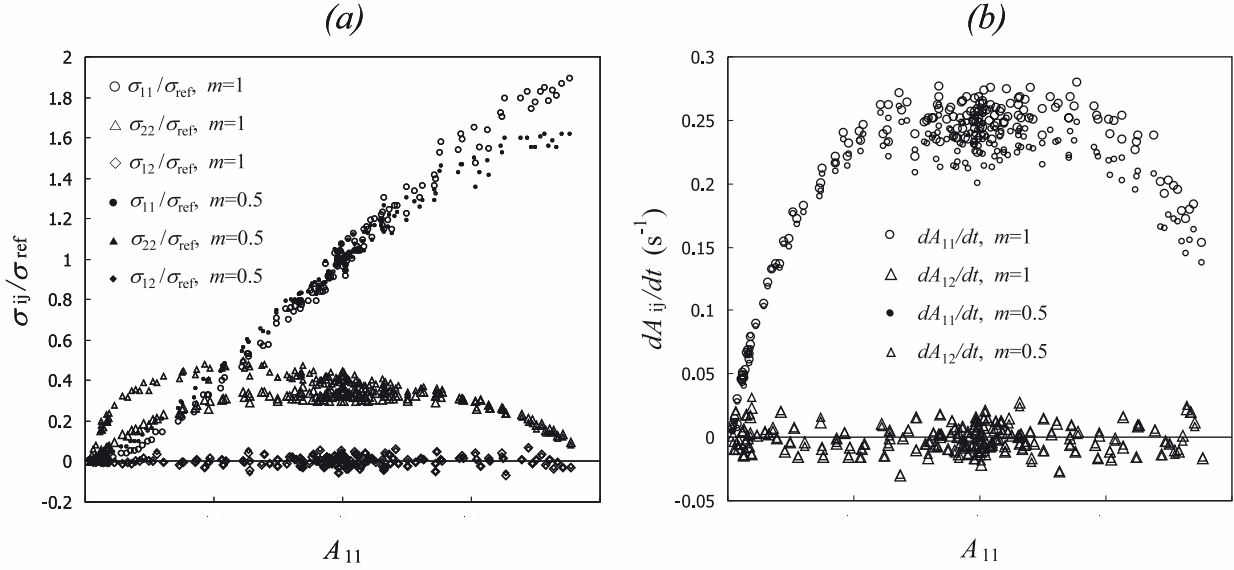 (a)
2
1.8
1.6
1.4
1.2
1
0.8
0.6
0.4
0.2
0
-0.2
σij/σref
σ11/σref, m=1
σ22/σref, m=1
σ12/σref, m=1
σ11/σref, m=0.5
σ22/σref, m=0.5
σ12/σref, m=0.5
A11
(b)
0.3
0.25
0.2
0.15
0.1
0.05
0
-0.05
dAij/dt (s-1)
dA11/dt, m=1
dA12/dt, m=1
dA11/dt, m=0.5
dA12/dt, m=0.5
A11